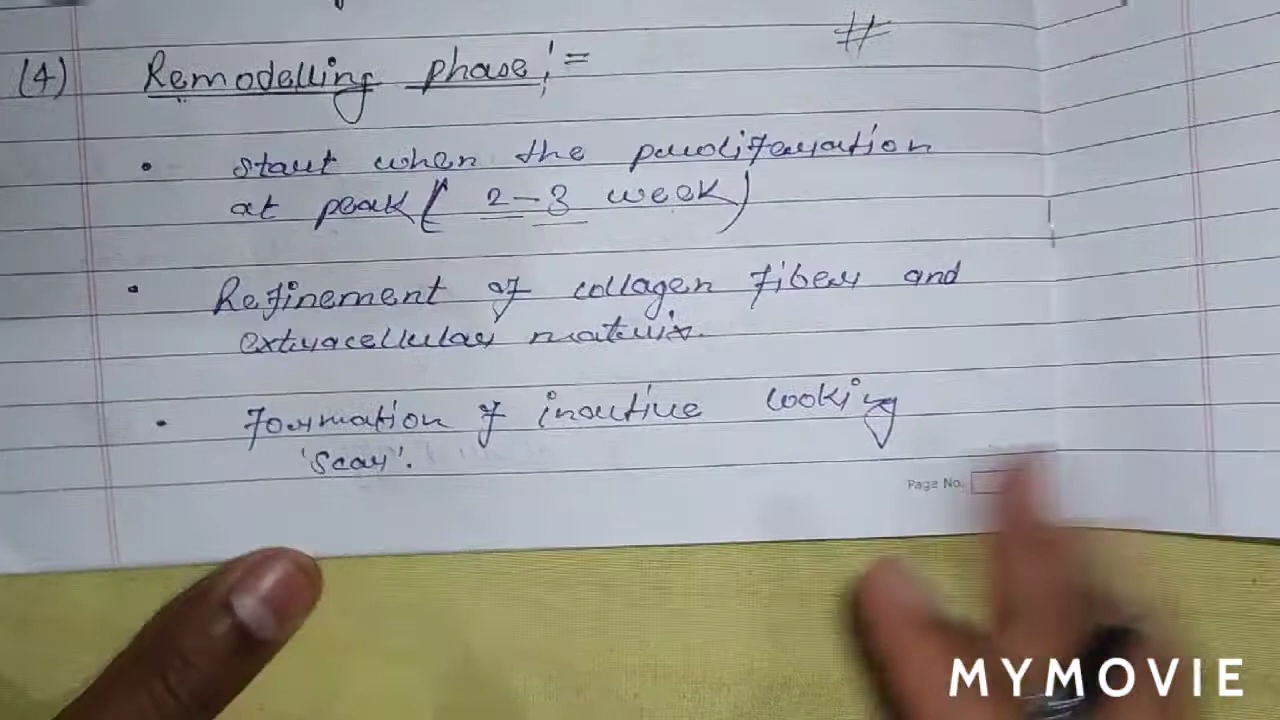 #
(4) Remodelling phase :=
• start when the proliferation
at peak ( 2-3 week)
• Refinement of collagen fiber and
extracellular matrix.
• formation of inactive looking
'Scar'.
Page No.
MYMOVIE